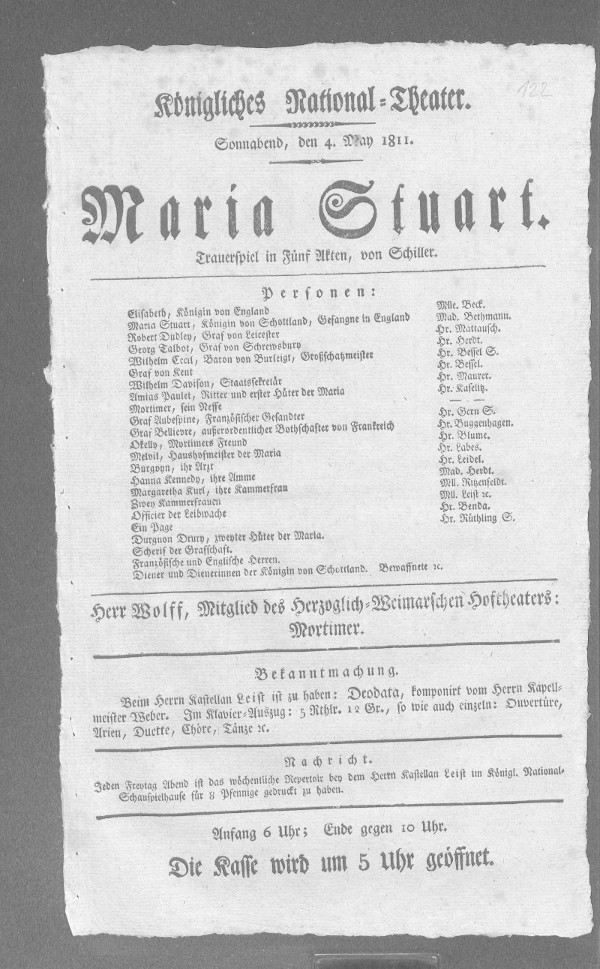 122
Königliches National-Theater.
Sonnabend, den 4. May 1811.
Maria Stuart.
Trauerspiel in Fünf Akten, von Schiller.
Personen:
Elisabeth, Königin von England Mlle. Beck.
Maria Stuart, Königin von Schottland, Gefangne in England Mad. Bethmann.
Robert Dudley, Graf von Leicester Hr. Mattausch.
Georg Talbot, Graf von Schrewsbury Hr. Herdt.
Wilhelm Cecil, Baron von Burleigt, Großschatzmeister Hr. Bessel S.
Graf von Kent Hr. Bessel.
Wilhelm Davison, Staatssekretär Hr. Maurer.
Amias Paulet, Ritter und erster Hüter der Maria Hr. Kaselitz.
Mortimer, sein Neffe — —
Graf Aubespine, Französischer Gesandter Hr. Gern S.
Graf Bellievre, außerordentlicher Bothschafter von Frankreich Hr. Buggenhagen.
Okelly, Mortimers Freund Hr. Blume.
Melvil, Haushofmeister der Maria Hr. Labes.
Burgoyn, ihr Arzt Hr. Leidel.
Hanna Kennedy, ihre Amme Mad. Herdt.
Margaretha Kurl, ihre Kammerfrau Mll. Ritzenfeldt.
Zwey Kammerfrauen Mll. Leist ꝛc.
Officier der Leibwache Hr. Benda.
Ein Page Hr. Rüthling S.
Durguon Drury, zweyter Hüter der Maria.
Scherif der Grafschaft.
Französische und Englische Herren.
Diener und Dienerinnen der Königin von Schottland. Bewaffnete ꝛc.
Herr Wolff, Mitglied des Herzoglich-Weimarschen Hoftheaters:
Mortimer.
Bekanntmachung.
Beim Herrn Kastellan Leist ist zu haben: Deodata, komponirt vom Herrn Kapell-
meister Weber. Im Klavier-Auszug: 5 Rthlr. 12 Gr., so wie auch einzeln: Ouvertüre,
Arien, Duette, Chöre, Tänze ꝛc.
Nachricht.
Jeden Freytag Abend ist das wöchentliche Repertoir bey dem Herrn Kastellan Leist im Königl. National-
Schauspielhause für 8 Pfennige gedruckt zu haben.
Anfang 6 Uhr; Ende gegen 10 Uhr.
Die Kasse wird um 5 Uhr geöffnet.